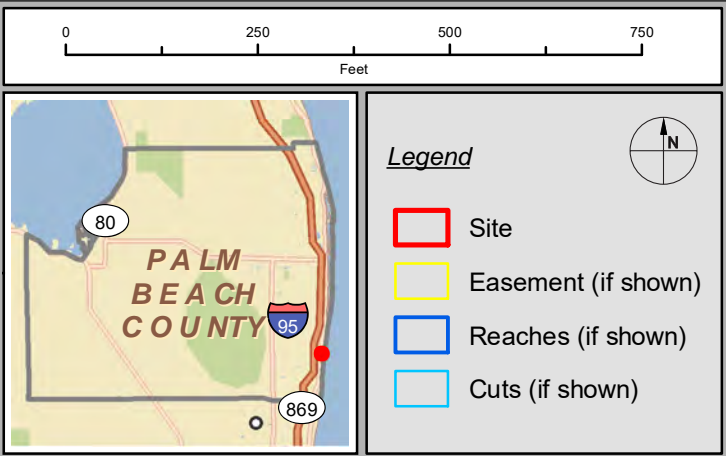 0 250 500 750
Feet
80
PALM
BEACH
COUNTY
95
869
Legend
N
Site
Easement (if shown)
Reaches (if shown)
Cuts (if shown)